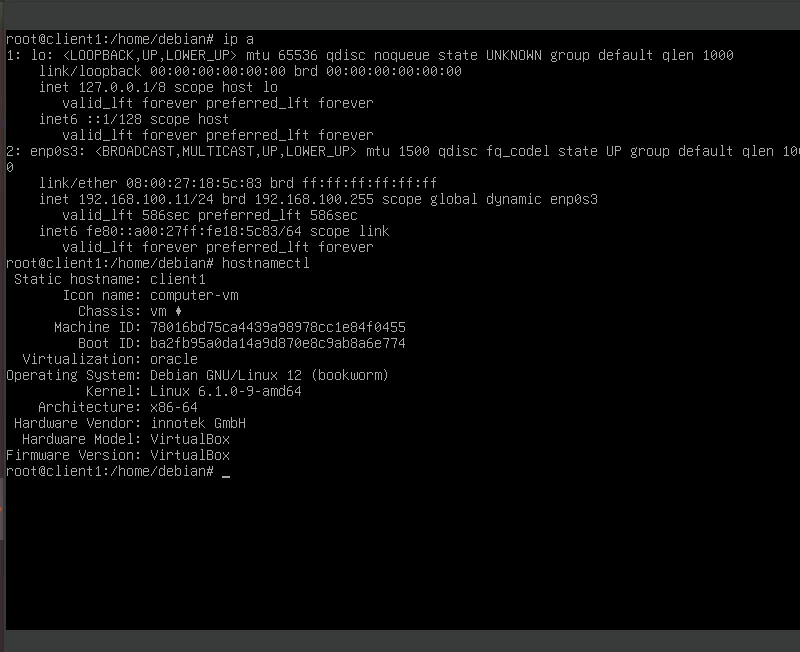 root@client1:/home/debian# ip a
1: lo: <LOOPBACK,UP,LOWER_UP> mtu 65536 qdisc noqueue state UNKNOWN group default qlen 1000
    link/loopback 00:00:00:00:00:00 brd 00:00:00:00:00:00
    inet 127.0.0.1/8 scope host lo
       valid_lft forever preferred_lft forever
    inet6 ::1/128 scope host
       valid_lft forever preferred_lft forever
2: enp0s3: <BROADCAST,MULTICAST,UP,LOWER_UP> mtu 1500 qdisc fq_codel state UP group default qlen 100
0
    link/ether 08:00:27:18:5c:83 brd ff:ff:ff:ff:ff:ff
    inet 192.168.100.11/24 brd 192.168.100.255 scope global dynamic enp0s3
       valid_lft 586sec preferred_lft 586sec
    inet6 fe80::a00:27ff:fe18:5c83/64 scope link
       valid_lft forever preferred_lft forever
root@client1:/home/debian# hostnamectl
 Static hostname: client1
       Icon name: computer-vm
         Chassis: vm ♦
      Machine ID: 78016bd75ca4439a98978cc1e84f0455
         Boot ID: ba2fb95a0da14a9d870e8c9ab8a6e774
  Virtualization: oracle
Operating System: Debian GNU/Linux 12 (bookworm)
          Kernel: Linux 6.1.0-9-amd64
    Architecture: x86-64
 Hardware Vendor: innotek GmbH
  Hardware Model: VirtualBox
Firmware Version: VirtualBox
root@client1:/home/debian# _